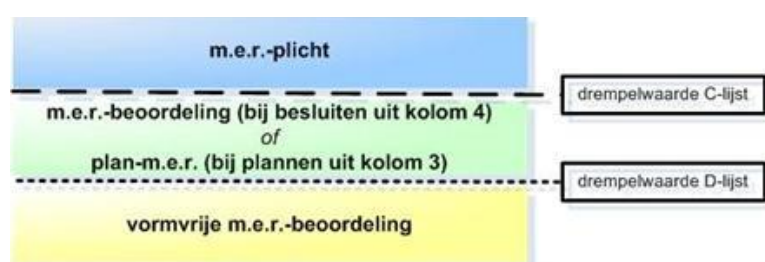 m.e.r.-plicht
drempelwaarde C-lijst
m.e.r.-beoordeling (bij besluiten uit kolom 4)
of
plan-m.e.r. (bij plannen uit kolom 3)
drempelwaarde D-lijst
vormvrije m.e.r.-beoordeling